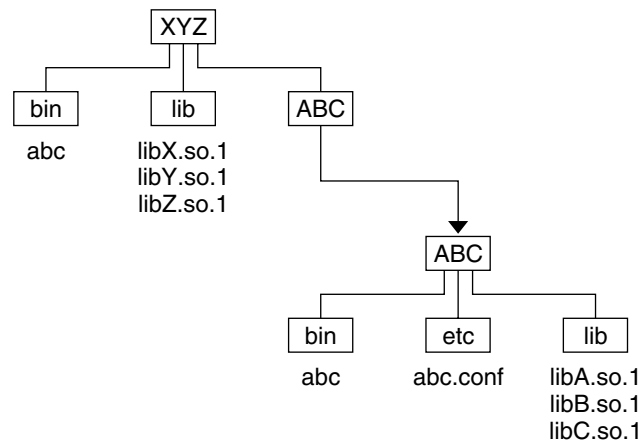 XYZ
bin
lib
ABC
abc
libX.so.1
libY.so.1
libZ.so.1
ABC
bin
etc
lib
abc
abc.conf
libA.so.1
libB.so.1
libC.so.1